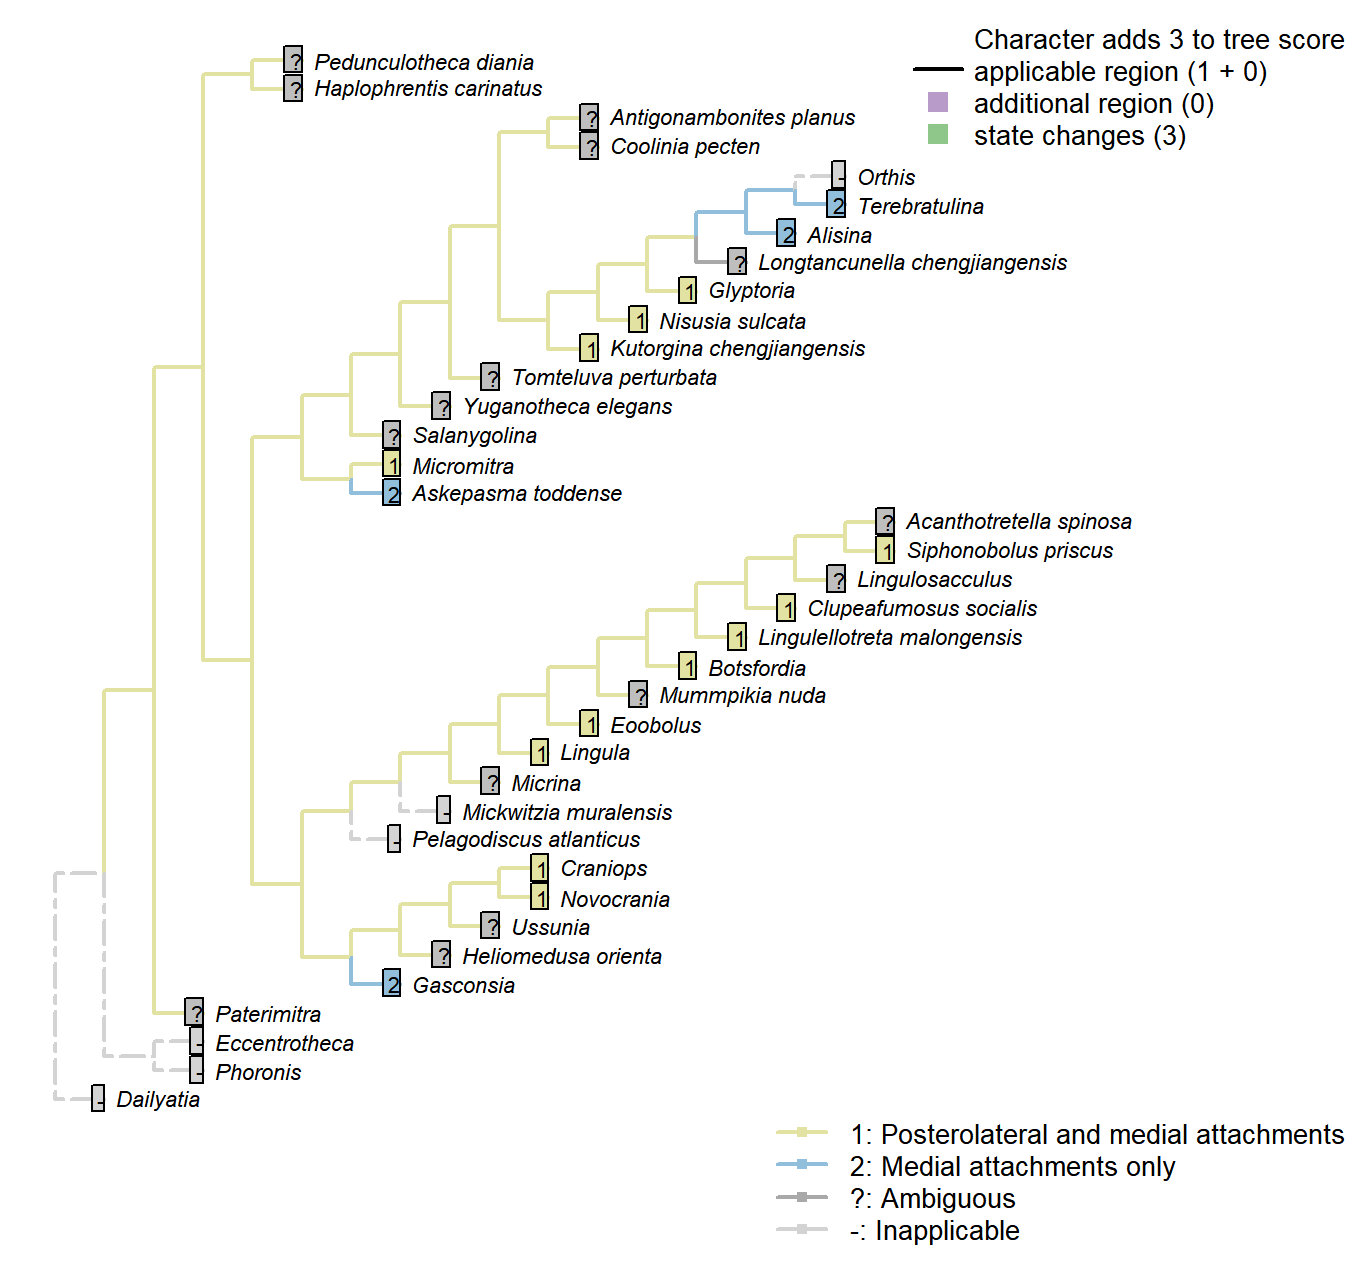 Character adds 3 to tree score
applicable region (1 + 0)
additional region (0)
state changes (3)
? Pedunculotheca diania
? Haplophrentis carinatus
? Antigonambonites planus
? Coolinia pecten
- Orthis
2 Terebratulina
2 Alisina
? Longtancunella chengjiangensis
1 Glyptoria
1 Nisusia sulcata
1 Kutorgina chengjiangensis
? Tomteluva perturbata
? Yuganotheca elegans
? Salanygolina
1 Micromitra
2 Askepasma toddense
? Acanthotretella spinosa
1 Siphonobolus priscus
? Lingulosacculus
1 Clupeafumosus socialis
1 Lingulellotreta malongensis
1 Botsfordia
? Mummpikia nuda
1 Eoobolus
1 Lingula
? Micrina
- Mickwitzia muralensis
- Pelagodiscus atlanticus
1 Craniops
1 Novocrania
? Ussunia
? Heliomedusa orienta
2 Gasconsia
? Paterimitra
- Eccentrotheca
- Phoronis
- Dailyatia
1: Posterolateral and medial attachments
2: Medial attachments only
?: Ambiguous
-: Inapplicable